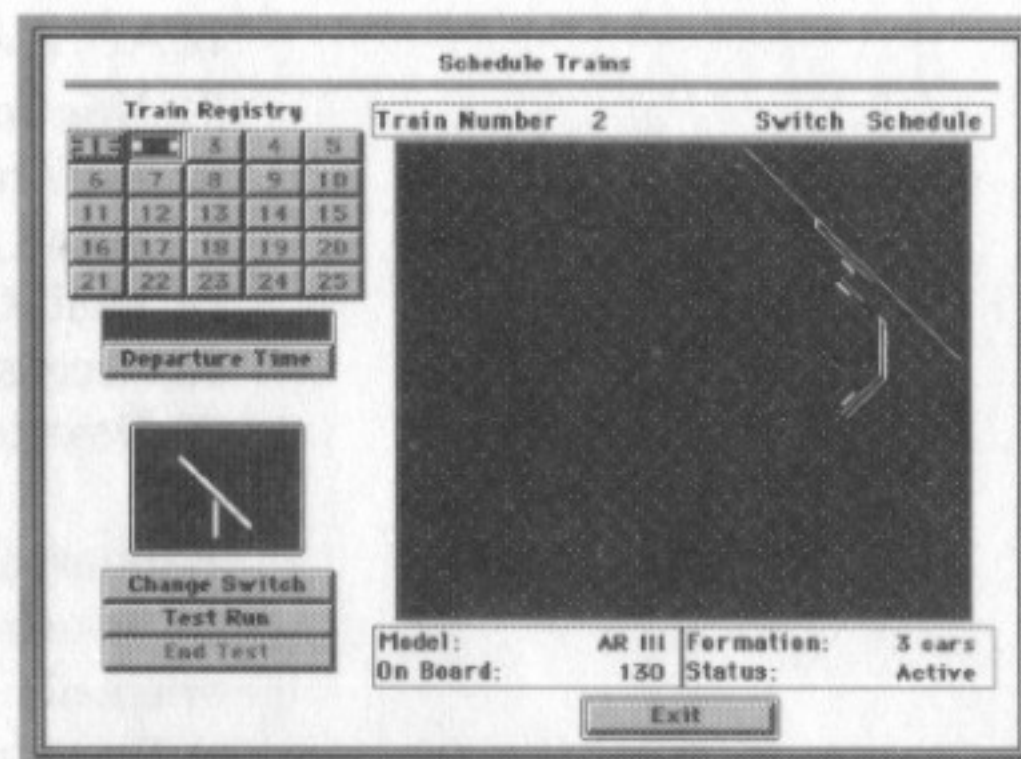 Schedule Trains
Train Registry
Train Number 2 Switch Schedule
1 3 4 5
6 7 8 9 10
11 12 13 14 15
16 17 18 19 20
21 22 23 24 25
Departure Time
Change Switch
Test Run
End Test
Model: AR III Formation: 3 cars
On Board: 130 Status: Active
Exit